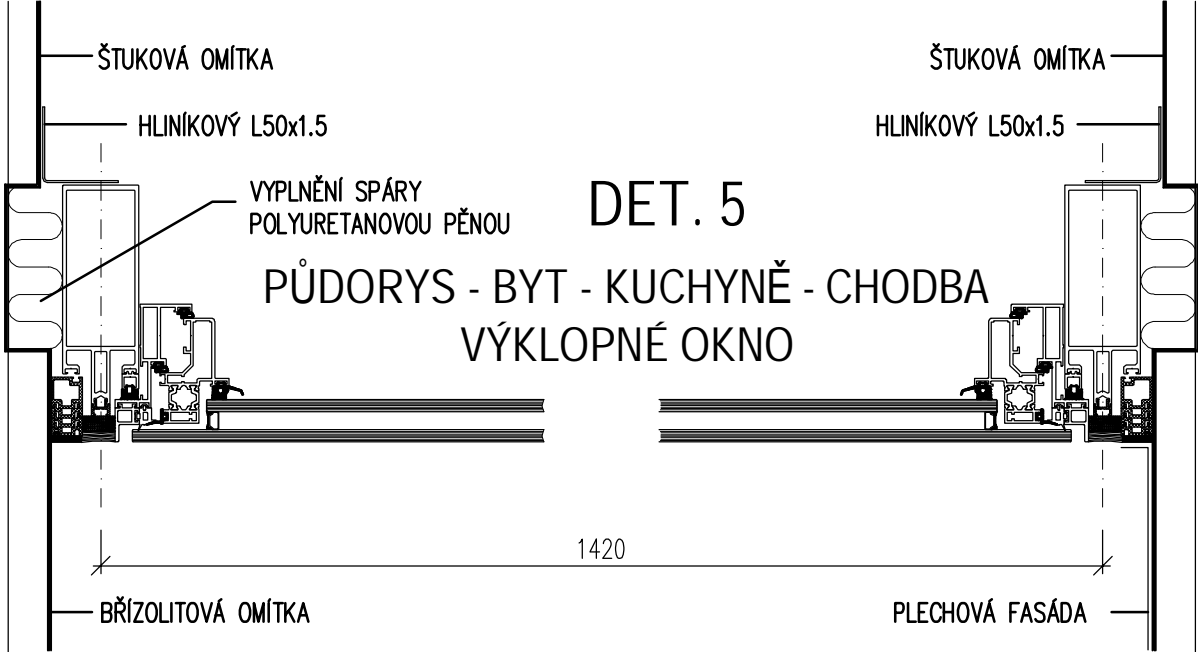 ŠTUKOVÁ OMÍTKA
ŠTUKOVÁ OMÍTKA
HLINÍKOVÝ L50x1.5
HLINÍKOVÝ L50x1.5
VYPLNĚNÍ SPÁRY
POLYURETANOVOU PĚNOU
DET. 5
PŮDORYS - BYT - KUCHYNĚ - CHODBA
VÝKLOPNÉ OKNO
1420
BŘÍZOLITOVÁ OMÍTKA
PLECHOVÁ FASÁDA